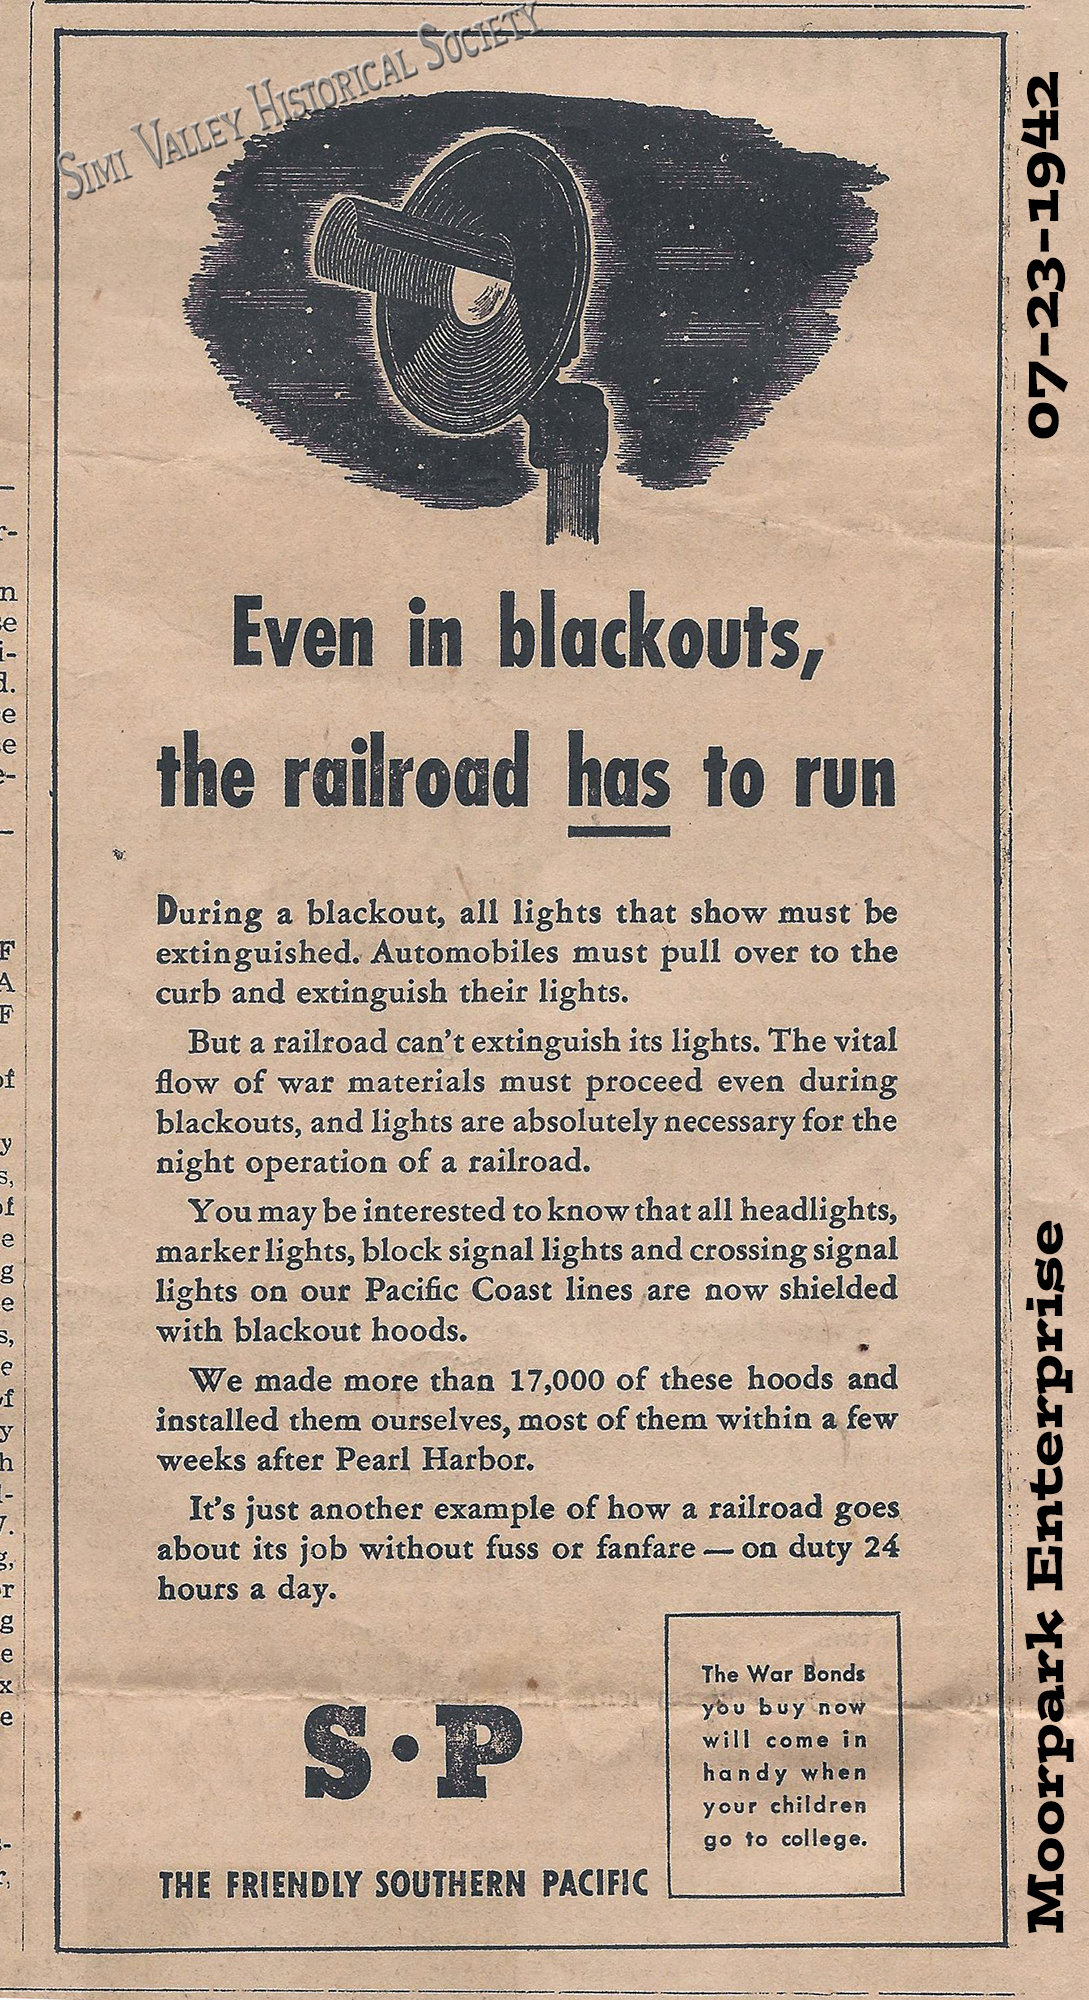 SIMI VALLEY HISTORICAL SOCIETY
07-23-1942
Moorpark Enterprise
Even in blackouts,
the railroad has to run
During a blackout, all lights that show must be
extinguished. Automobiles must pull over to the
curb and extinguish their lights.
But a railroad can't extinguish its lights. The vital
flow of war materials must proceed even during
blackouts, and lights are absolutely necessary for the
night operation of a railroad.
You may be interested to know that all headlights,
marker lights, block signal lights and crossing signal
lights on our Pacific Coast lines are now shielded
with blackout hoods.
We made more than 17,000 of these hoods and
installed them ourselves, most of them within a few
weeks after Pearl Harbor.
It's just another example of how a railroad goes
about its job without fuss or fanfare — on duty 24
hours a day.
S·P
THE FRIENDLY SOUTHERN PACIFIC
The War Bonds
you buy now
will come in
handy when
your children
go to college.